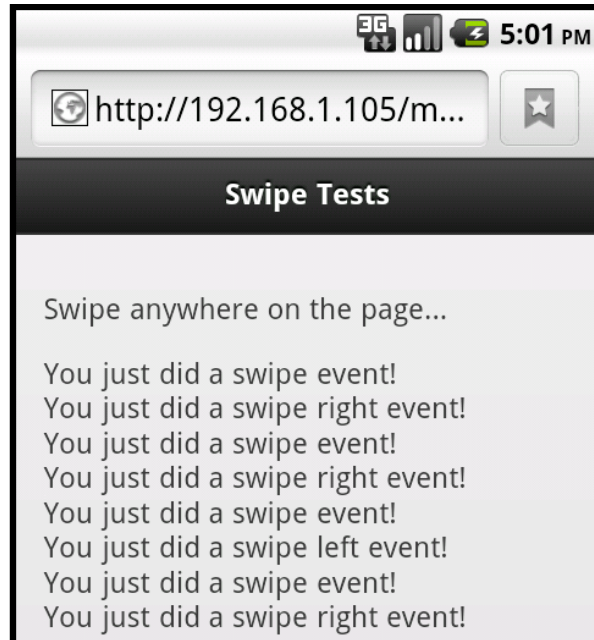 3G 5:01 PM
http://192.168.1.105/m...
Swipe Tests
Swipe anywhere on the page...
You just did a swipe event!
You just did a swipe right event!
You just did a swipe event!
You just did a swipe right event!
You just did a swipe event!
You just did a swipe left event!
You just did a swipe event!
You just did a swipe right event!